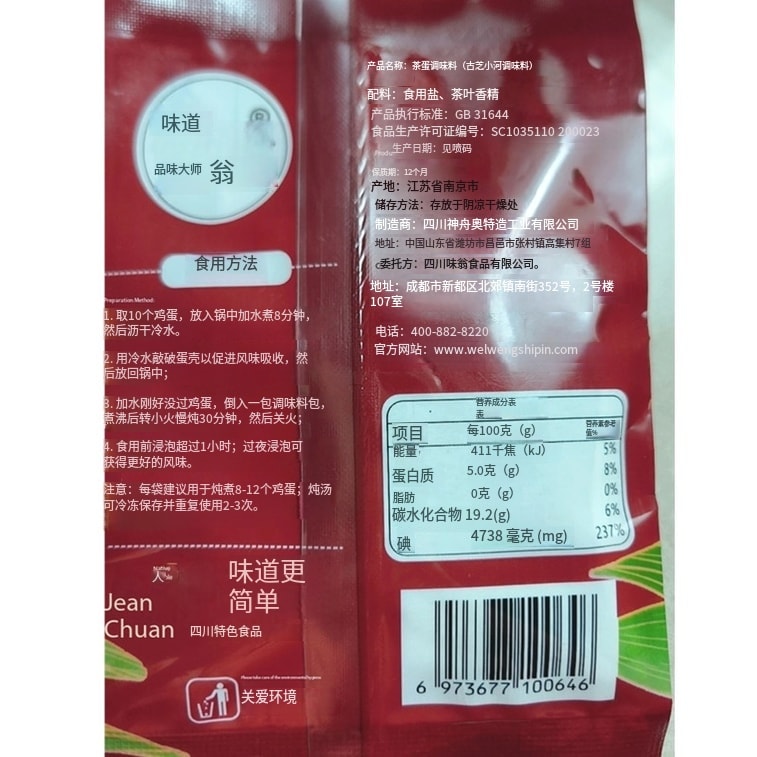 味道
品味大师 翁
食用方法
Preparation Method:
1. 取10个鸡蛋，放入锅中加水煮8分钟，
然后沥干冷水。
2. 用冷水敲破蛋壳以促进风味吸收，然
后放回锅中；
3. 加水刚好没过鸡蛋，倒入一包调味料包，
煮沸后转小火慢炖30分钟，然后关火；
4. 食用前浸泡超过1小时；过夜浸泡可
获得更好的风味。
注意：每袋建议用于炖煮8-12个鸡蛋；炖汤
可冷冻保存并重复使用2-3次。
Native
人
味道更
简单
Jean
Chuan
四川特色食品
Please take care of the environment
关爱环境
产品名称：茶蛋调味料（古芝小河调味料）
配料：食用盐、茶叶香精
产品执行标准：GB 31644
食品生产许可证编号：SC1035110 200023
生产日期：见喷码
保质期：12个月
产地：江苏省南京市
储存方法：存放于阴凉干燥处
制造商：四川神舟奥特造工业有限公司
地址：中国山东省潍坊市昌邑市张村镇高集村7组
委托方：四川味翁食品有限公司。
地址：成都市新都区北郊镇南街352号，2号楼
107室
电话：400-882-8220
官方网站：www.welwengshipin.com
营养成分表
表
项目 每100克（g） 营养素参考值%
能量 411千焦（kJ） 5%
蛋白质 5.0克（g） 8%
脂肪 0克（g） 0%
碳水化合物 19.2(g) 6%
碘 4738 毫克 (mg) 237%
6 973677 100646